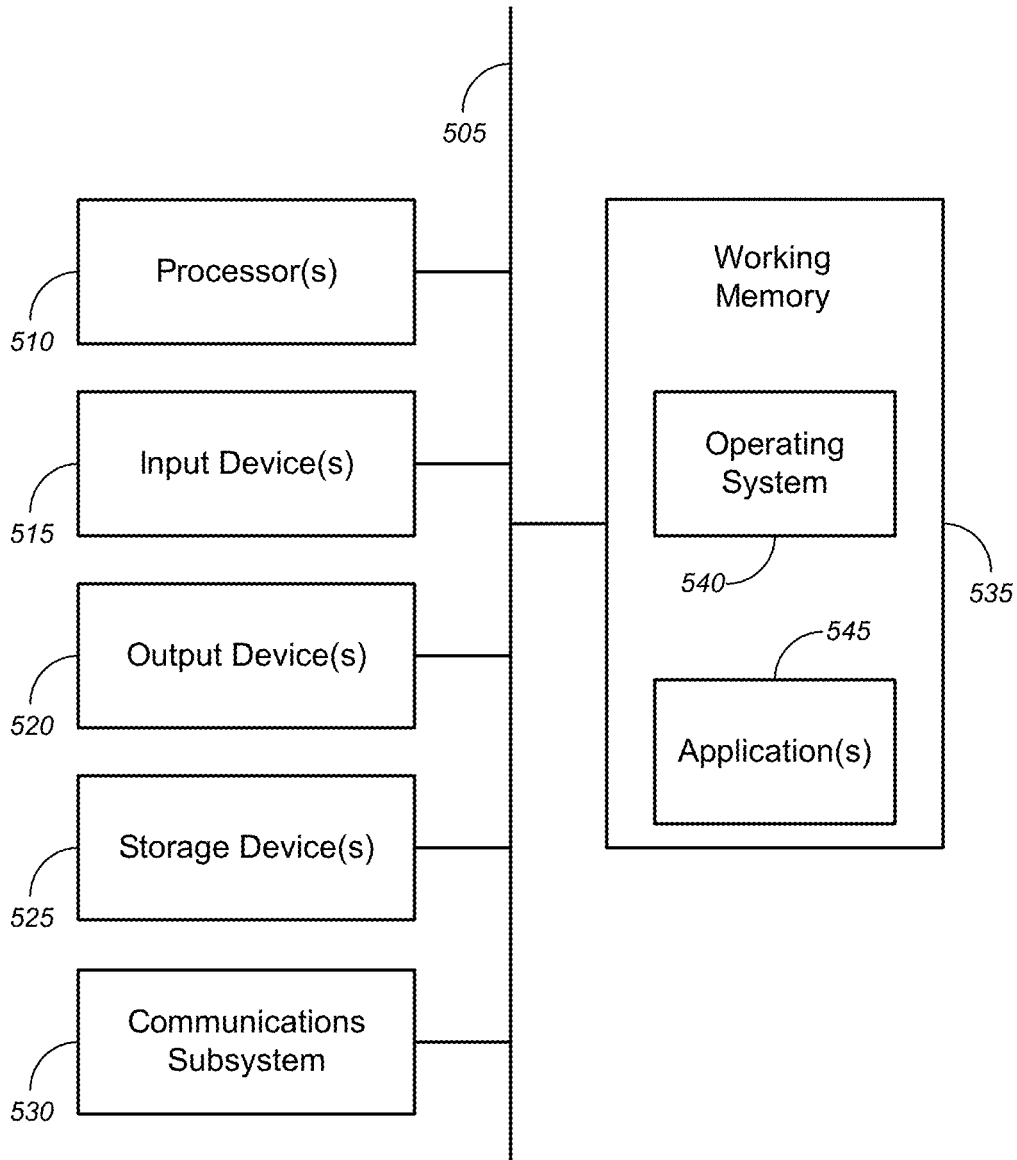 505
Processor(s)
510
Input Device(s)
515
Output Device(s)
520
Storage Device(s)
525
Communications
Subsystem
530
Working
Memory
Operating
System
540
535
545
Application(s)